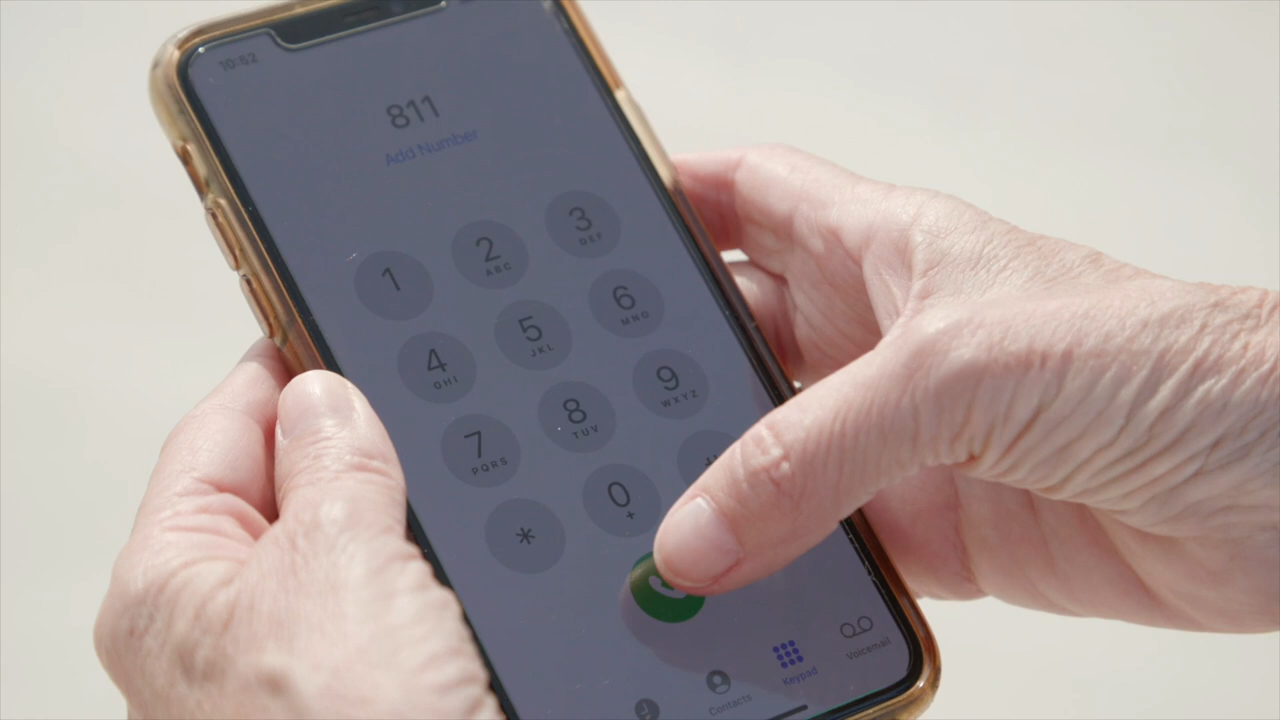 10:52
811
Add Number
1 2 3
ABC DEF
4 5 6
GHI JKL MNO
7 8 9
PQRS TUV WXYZ
* 0
+
Contacts Keypad Voicemail